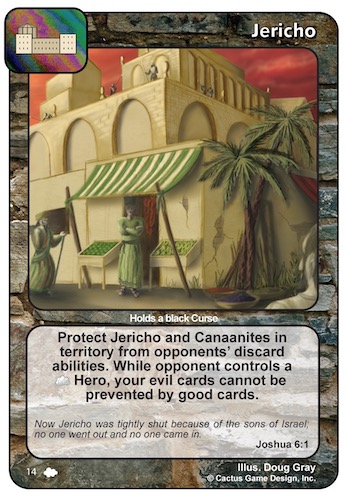 Jericho
Holds a black Curse
Protect Jericho and Canaanites in
territory from opponents' discard
abilities. While opponent controls a
Hero, your evil cards cannot be
prevented by good cards.
Now Jericho was tightly shut because of the sons of Israel;
no one went out and no one came in.
Joshua 6:1
Illus. Doug Gray
14
© Cactus Game Design, Inc.